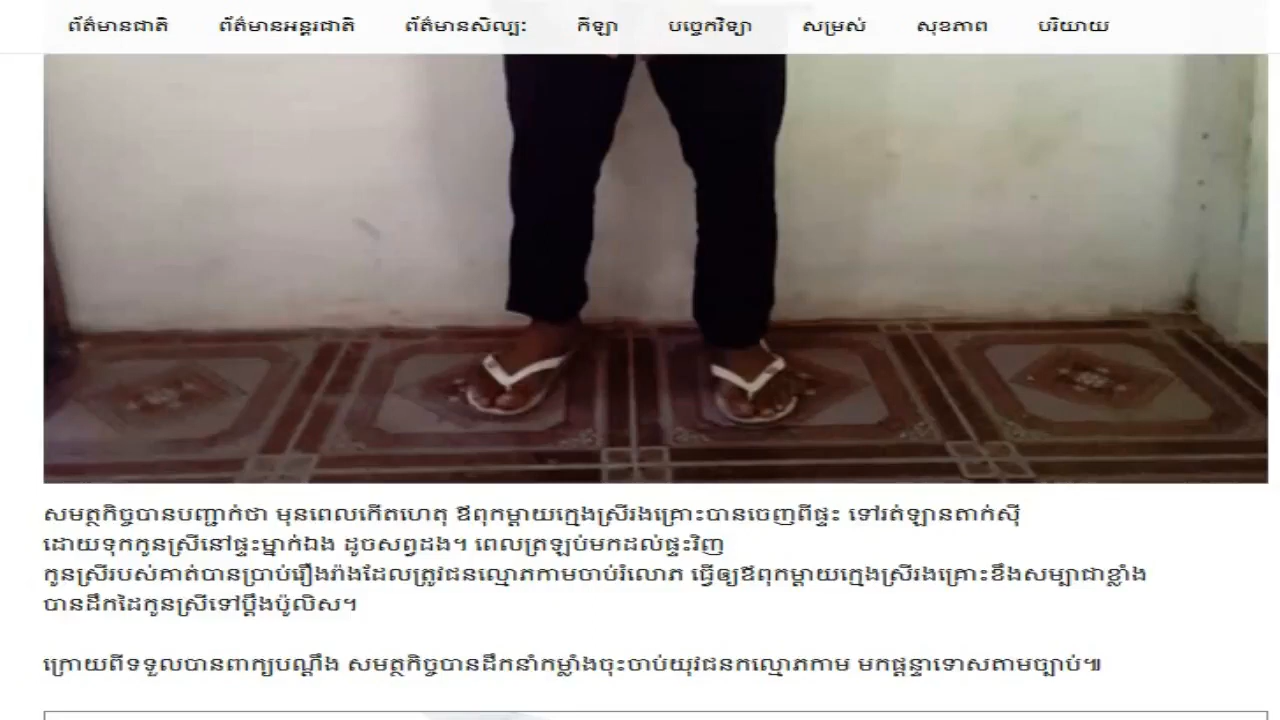 ព័ត៌មានជាតិ ព័ត៌មានអន្តរជាតិ ព័ត៌មានសិល្បៈ កីឡា បច្ចេកវិទ្យា សម្រស់ សុខភាព បរិយាយ
សមត្ថកិច្ចបានបញ្ជាក់ថា មុនពេលកើតហេតុ ឪពុកម្តាយក្មេងស្រីរងគ្រោះបានចេញពីផ្ទះ ទៅរត់ឡានតាក់ស៊ី
ដោយទុកកូនស្រីនៅផ្ទះម្នាក់ឯង ដូចសព្វដង។ ពេលត្រឡប់មកដល់ផ្ទះវិញ
កូនស្រីរបស់គាត់បានប្រាប់រឿងរ៉ាងដែលត្រូវជនល្មោភកាមចាប់រំលោភ ធ្វើឲ្យឪពុកម្តាយក្មេងស្រីរងគ្រោះខឹងសម្បាជាខ្លាំង
បានដឹកដៃកូនស្រីទៅប្តឹងប៉ូលិស។
ក្រោយពីទទួលបានពាក្យបណ្តឹង សមត្ថកិច្ចបានដឹកនាំកម្លាំងចុះចាប់យុវជនកល្មោភកាម មកផ្តន្ទាទោសតាមច្បាប់៕